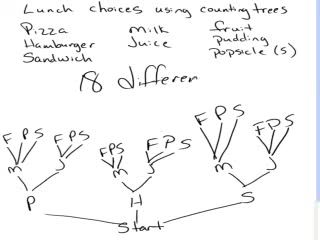 Lunch choices using counting trees
Pizza Milk fruit
Hamburger Juice pudding
Sandwich popsicle (s)
18 differen
F P S F P S F P S F P S F P S F P S
M J M J M J
P H S
Start